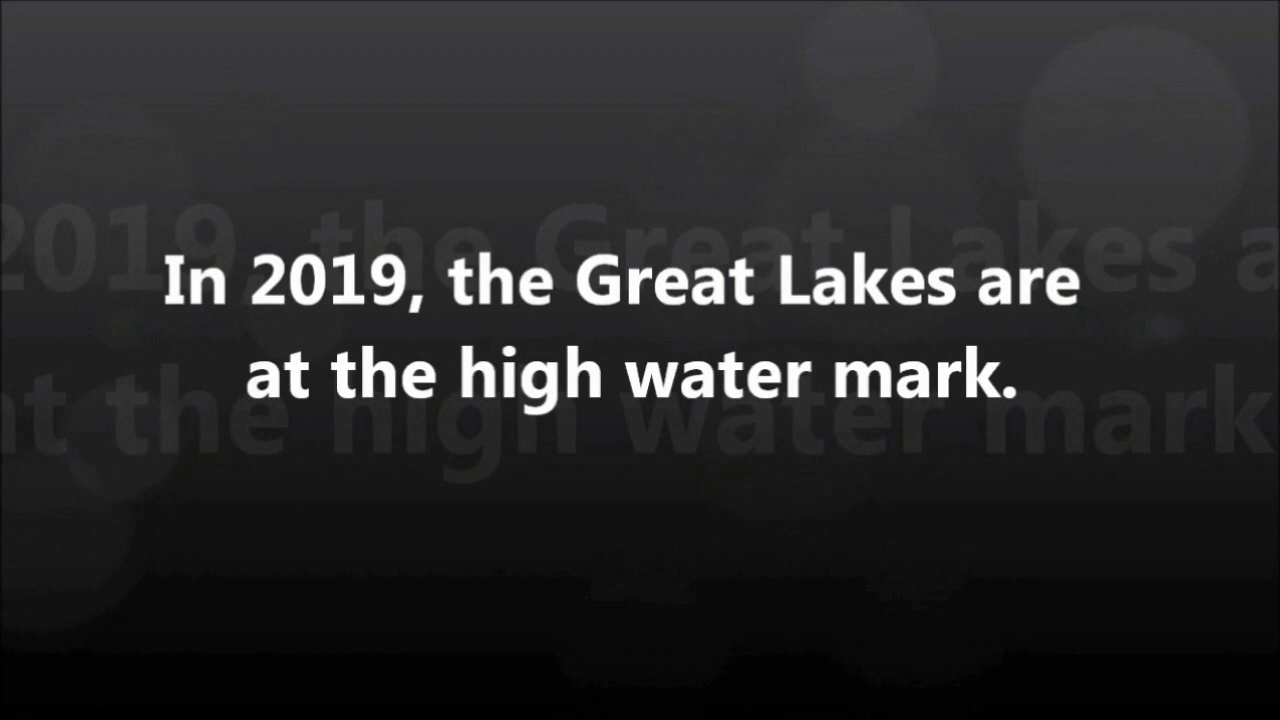 In 2019, the Great Lakes are
at the high water mark.